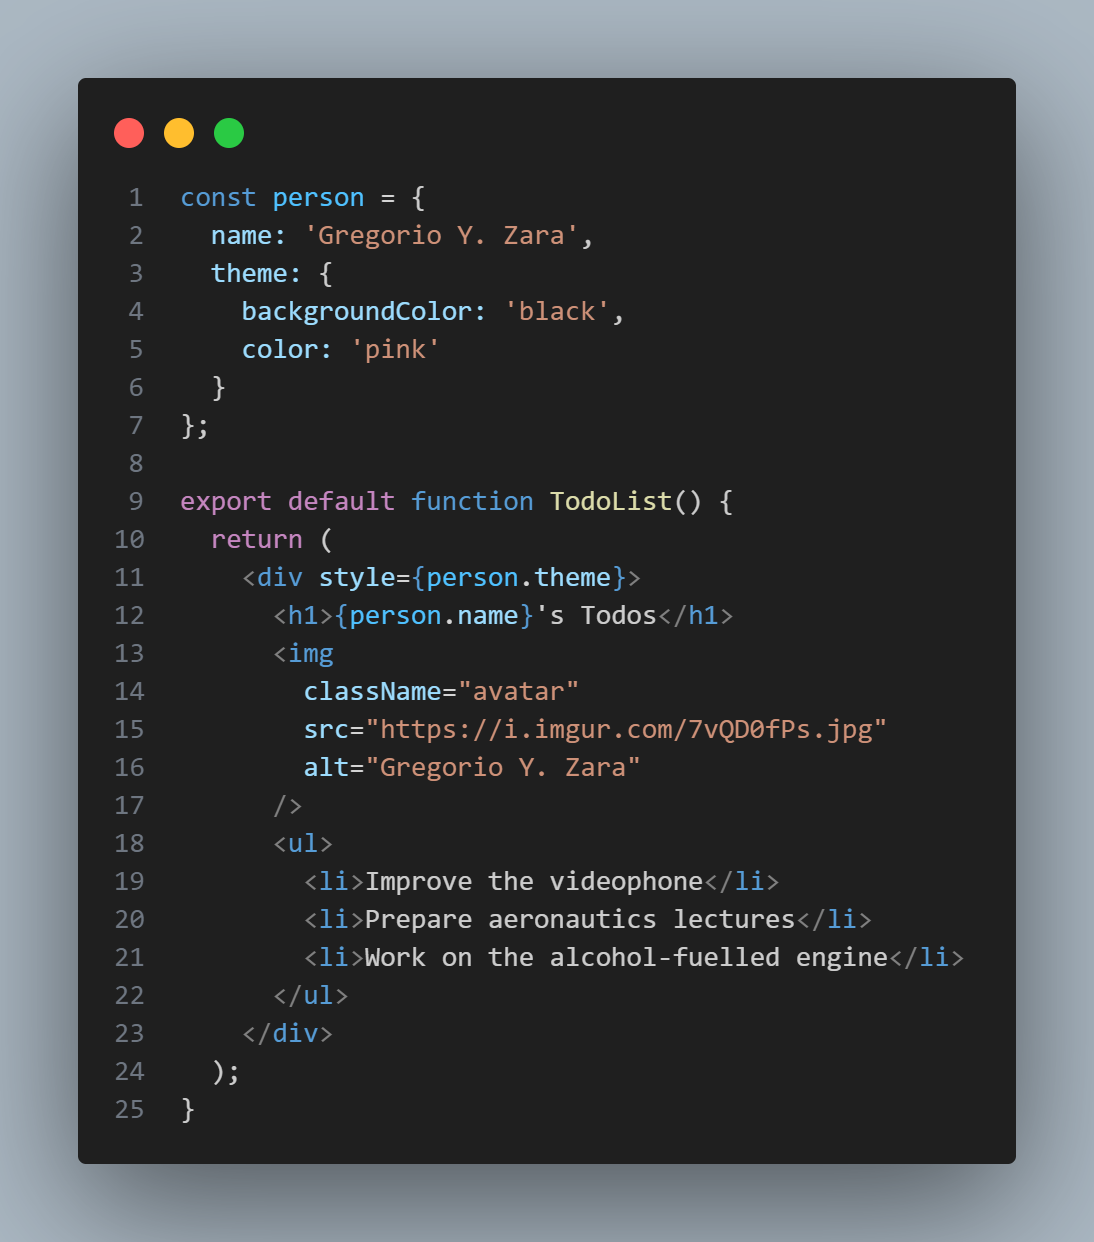 1 const person = {
2   name: 'Gregorio Y. Zara',
3   theme: {
4     backgroundColor: 'black',
5     color: 'pink'
6   }
7 };
8
9 export default function TodoList() {
10   return (
11     <div style={person.theme}>
12       <h1>{person.name}'s Todos</h1>
13       <img
14         className="avatar"
15         src="https://i.imgur.com/7vQD0fPs.jpg"
16         alt="Gregorio Y. Zara"
17       />
18       <ul>
19         <li>Improve the videophone</li>
20         <li>Prepare aeronautics lectures</li>
21         <li>Work on the alcohol-fuelled engine</li>
22       </ul>
23     </div>
24   );
25 }